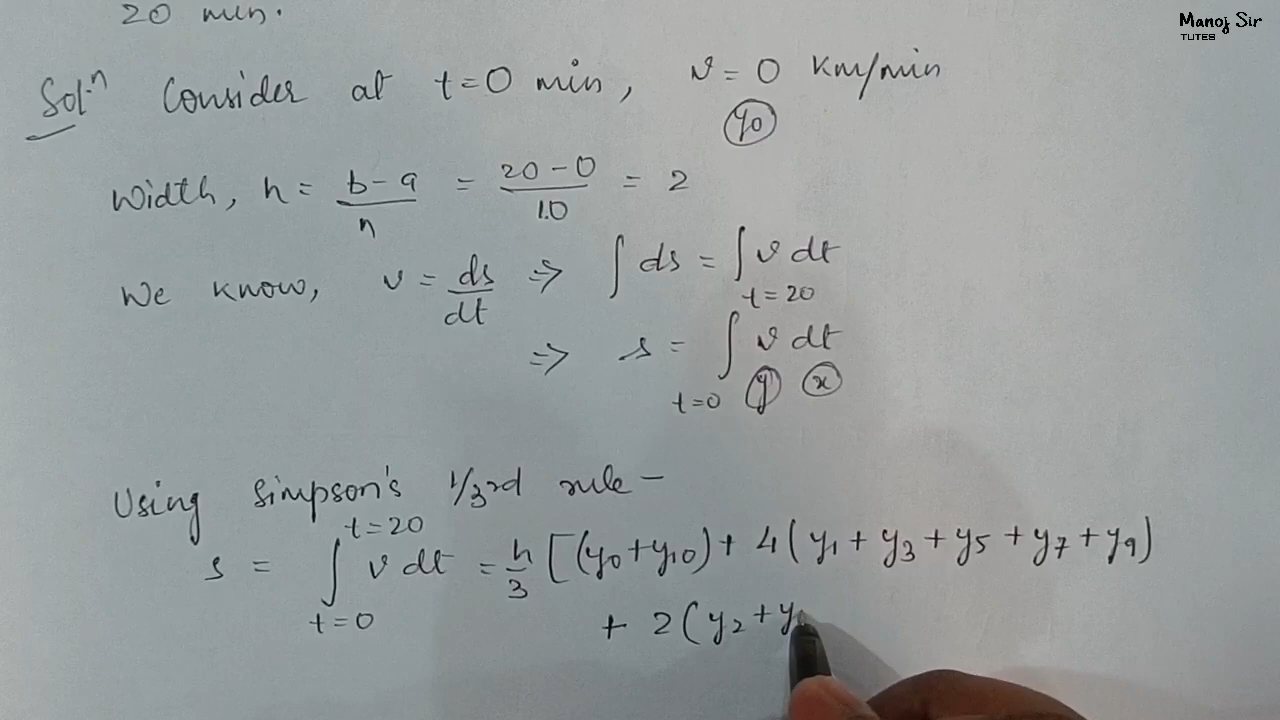 20 min.
Manoj Sir
TUTES
Solⁿ Consider at t=0 min, v = 0 km/min
y0
Width, h = b-a/n = 20-0/10 = 2
We know, v = ds/dt ⇒ ∫ ds = ∫ v dt
t=20
⇒ s = ∫ v dt
t=0 y x
Using Simpson's 1/3rd rule -
t=20
s = ∫ v dt = h/3 [(y0+y10) + 4(y1+y3+y5+y7+y9)
t=0
+ 2(y2+y